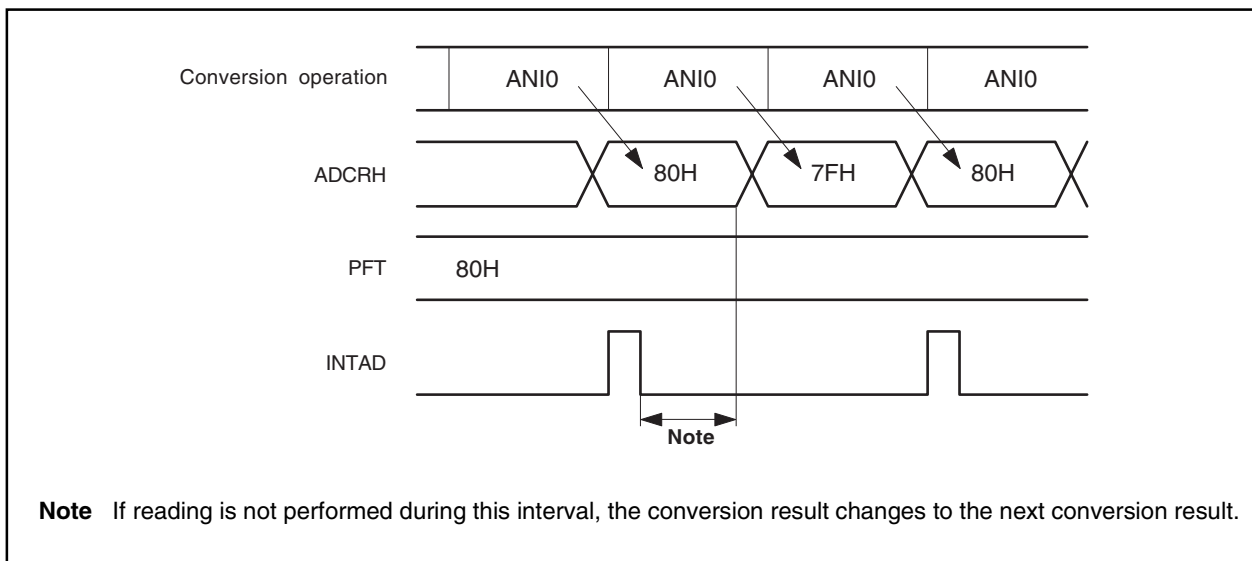 Conversion operation ANI0 ANI0 ANI0 ANI0
ADCRH 80H 7FH 80H
PFT 80H
INTAD
Note
Note If reading is not performed during this interval, the conversion result changes to the next conversion result.